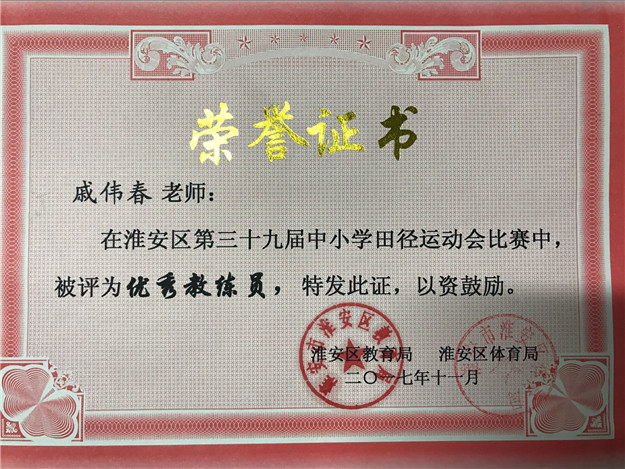 荣誉证书
戚伟春 老师：
在淮安区第三十九届中小学田径运动会比赛中，
被评为优秀教练员，特发此证，以资鼓励。
淮安区教育局 淮安区体育局
二〇一七年十一月